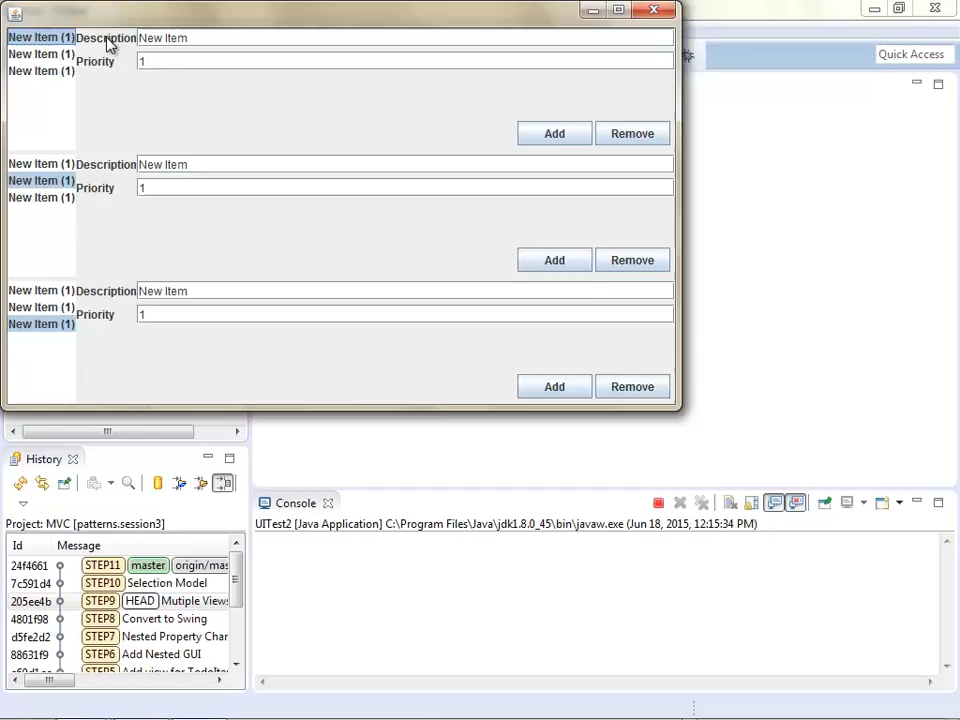 New Item (1)
New Item (1)
New Item (1)
Description
New Item
Priority
1
Add
Remove
New Item (1)
New Item (1)
New Item (1)
Description
New Item
Priority
1
Add
Remove
New Item (1)
New Item (1)
New Item (1)
Description
New Item
Priority
1
Add
Remove
Quick Access
History
Project: MVC [patterns.session3]
Id
Message
24f4661
STEP11 master origin/mas
7c591d4
STEP10 Selection Model
205ee4b
STEP9 HEAD Mutiple Views
4801f98
STEP8 Convert to Swing
d5fe2d2
STEP7 Nested Property Char
88631f9
STEP6 Add Nested GUI
Console
UITest2 [Java Application] C:\Program Files\Java\jdk1.8.0_45\bin\javaw.exe (Jun 18, 2015, 12:15:34 PM)